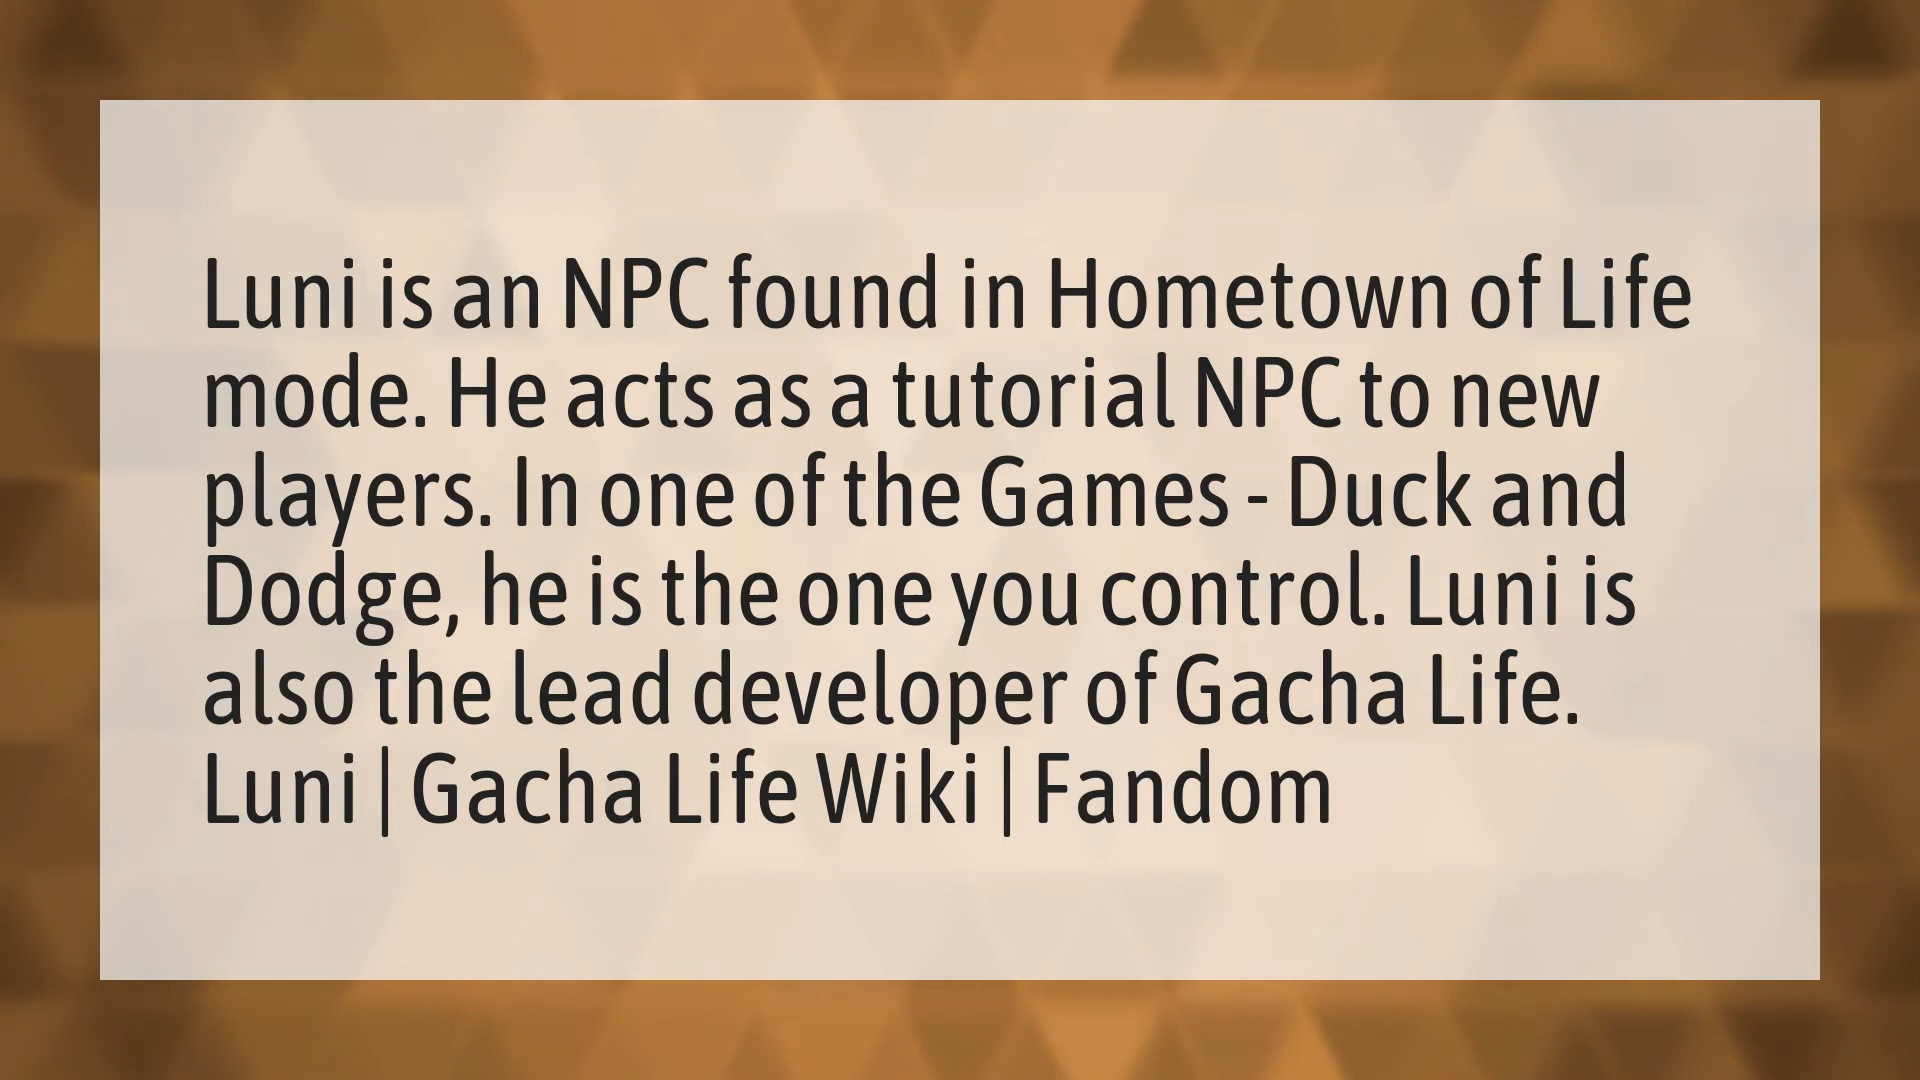 Luni is an NPC found in Hometown of Life
mode. He acts as a tutorial NPC to new
players. In one of the Games - Duck and
Dodge, he is the one you control. Luni is
also the lead developer of Gacha Life.
Luni | Gacha Life Wiki | Fandom